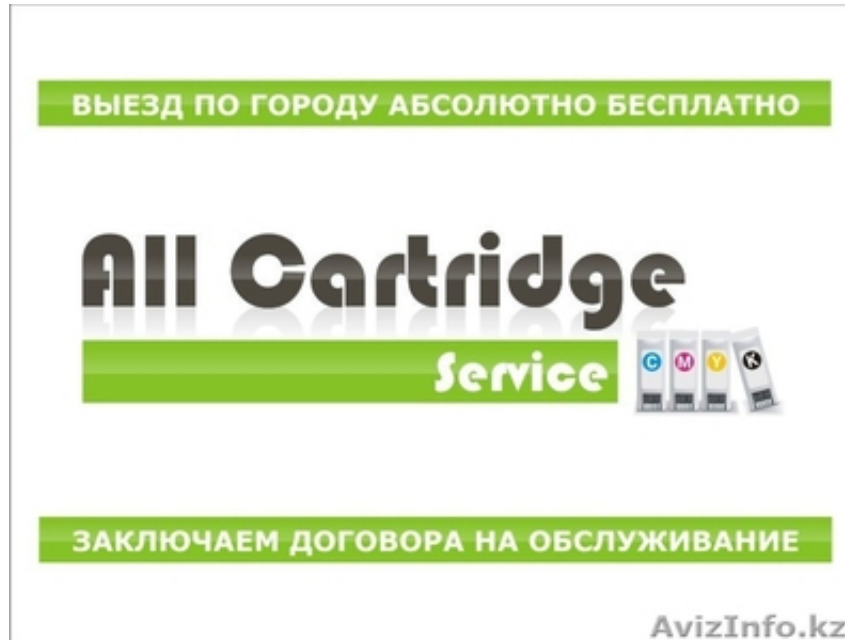 ВЫЕЗД ПО ГОРОДУ АБСОЛЮТНО БЕСПЛАТНО
All Cartridge
Service
C M Y K
ЗАКЛЮЧАЕМ ДОГОВОРА НА ОБСЛУЖИВАНИЕ
AvizInfo.kz